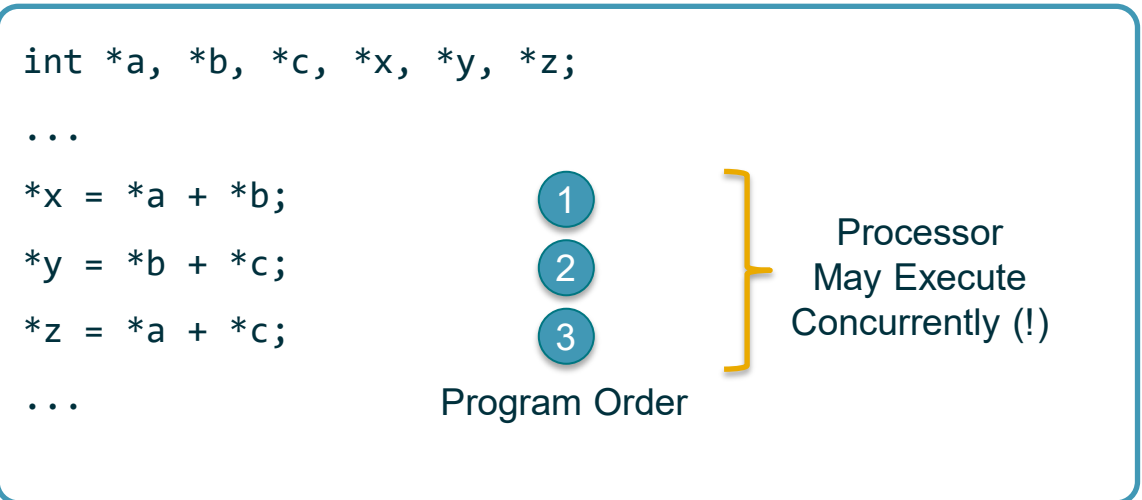 int *a, *b, *c, *x, *y, *z;
...
*x = *a + *b;
1
*y = *b + *c;
2
*z = *a + *c;
3
...
Program Order
Processor
May Execute
Concurrently (!)